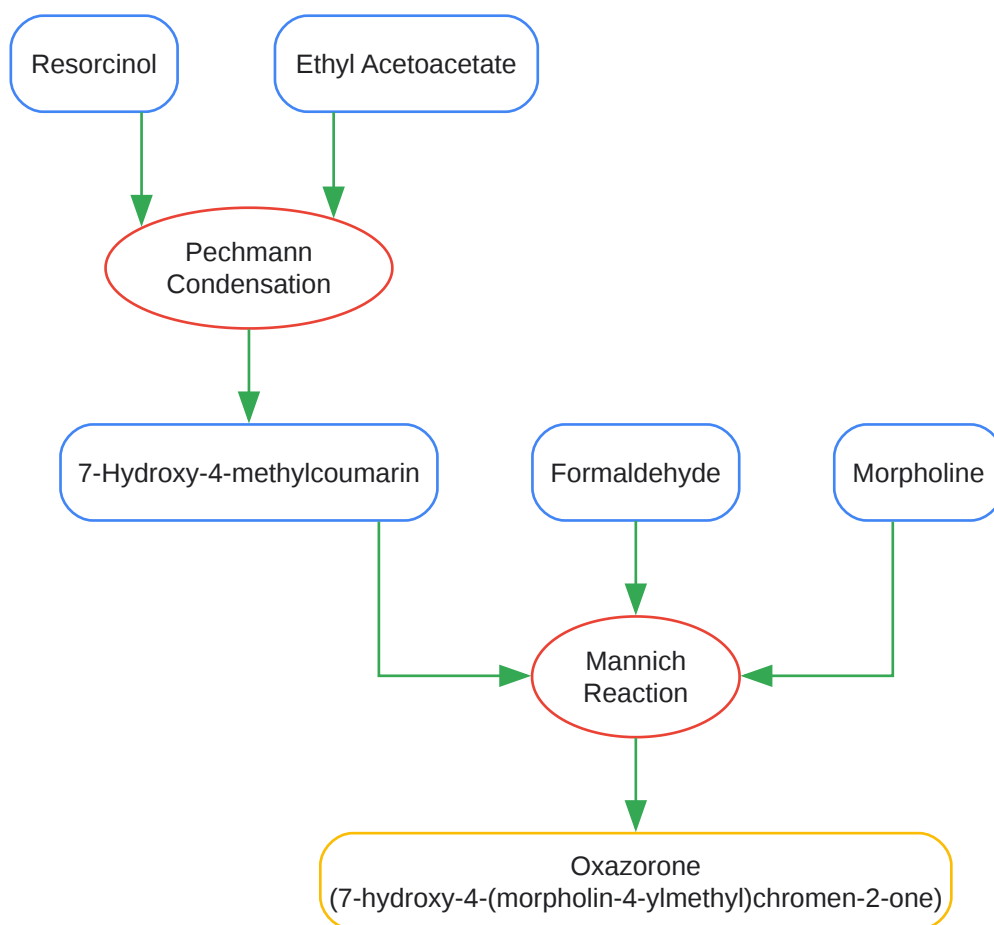 Resorcinol
Ethyl Acetoacetate
Pechmann
Condensation
7-Hydroxy-4-methylcoumarin
Formaldehyde
Morpholine
Mannich
Reaction
Oxazorone
(7-hydroxy-4-(morpholin-4-ylmethyl)chromen-2-one)